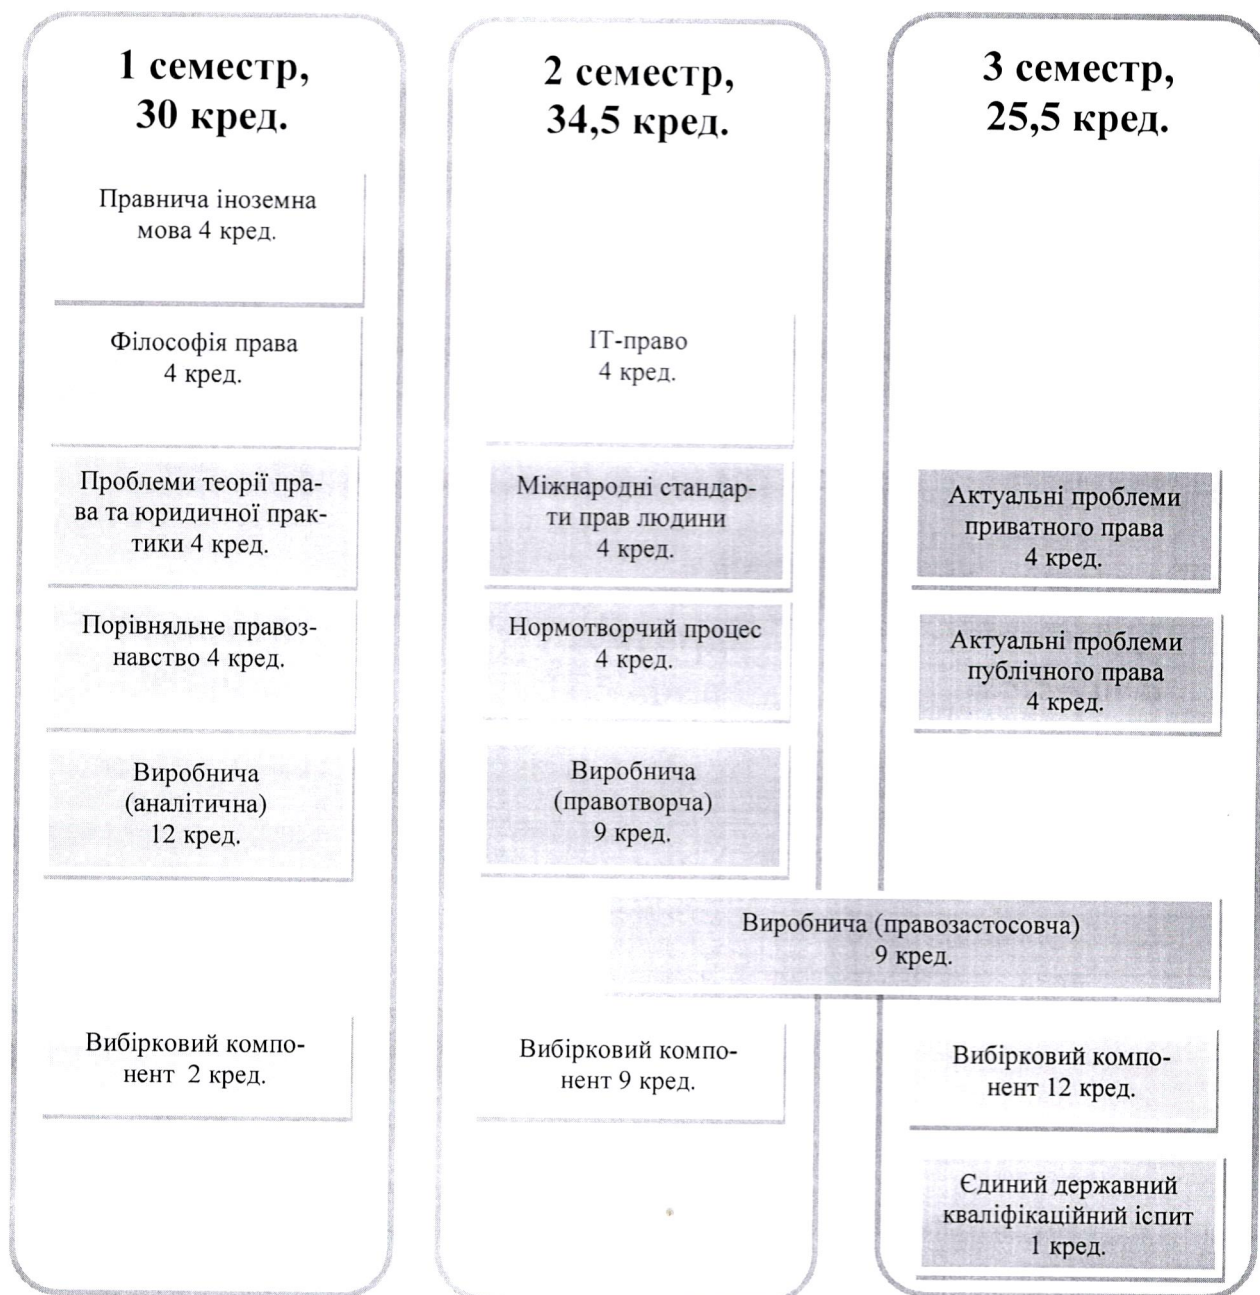 1 семестр,
30 кред.
Правнича іноземна
мова 4 кред.
Філософія права
4 кред.
Проблеми теорії пра-
ва та юридичної прак-
тики 4 кред.
Порівняльне правоз-
навство 4 кред.
Виробнича
(аналітична)
12 кред.
Вибірковий компо-
нент 2 кред.
2 семестр,
34,5 кред.
ІТ-право
4 кред.
Міжнародні стандар-
ти прав людини
4 кред.
Нормотворчий процес
4 кред.
Виробнича
(правотворча)
9 кред.
Виробнича (правозастосовча)
9 кред.
Вибірковий компо-
нент 9 кред.
3 семестр,
25,5 кред.
Актуальні проблеми
приватного права
4 кред.
Актуальні проблеми
публічного права
4 кред.
Вибірковий компо-
нент 12 кред.
Єдиний державний
кваліфікаційний іспит
1 кред.